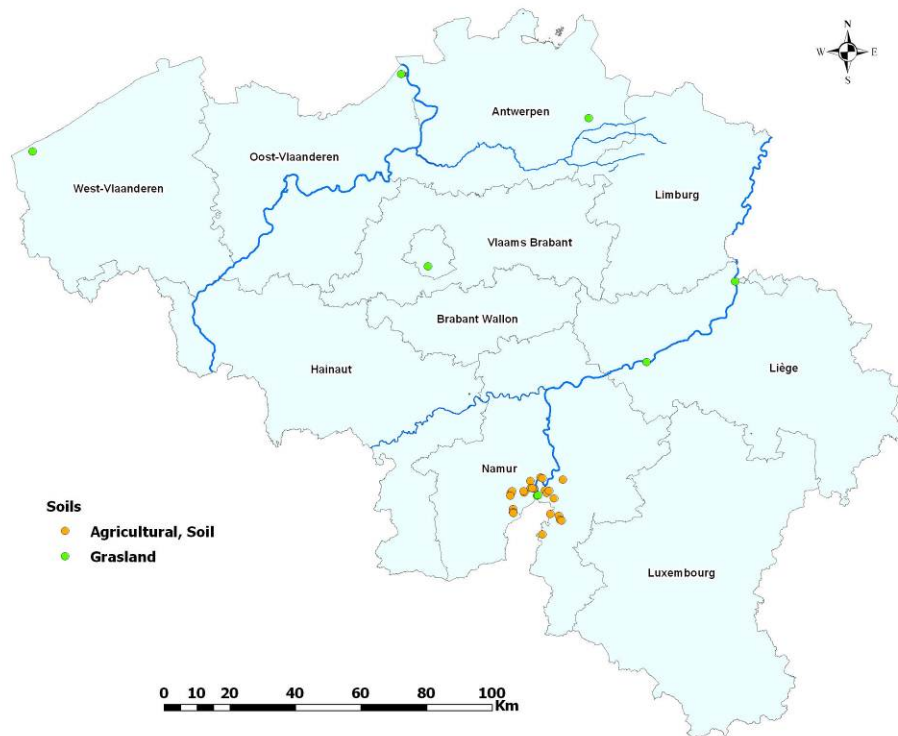 N
W E
S
Antwerpen
Oost-Vlaanderen
West-Vlaanderen
Limburg
Vlaams Brabant
Brabant Wallon
Hainaut
Liège
Namur
Soils
Agricultural, Soil
Grasland
Luxembourg
0 10 20 40 60 80 100
Km